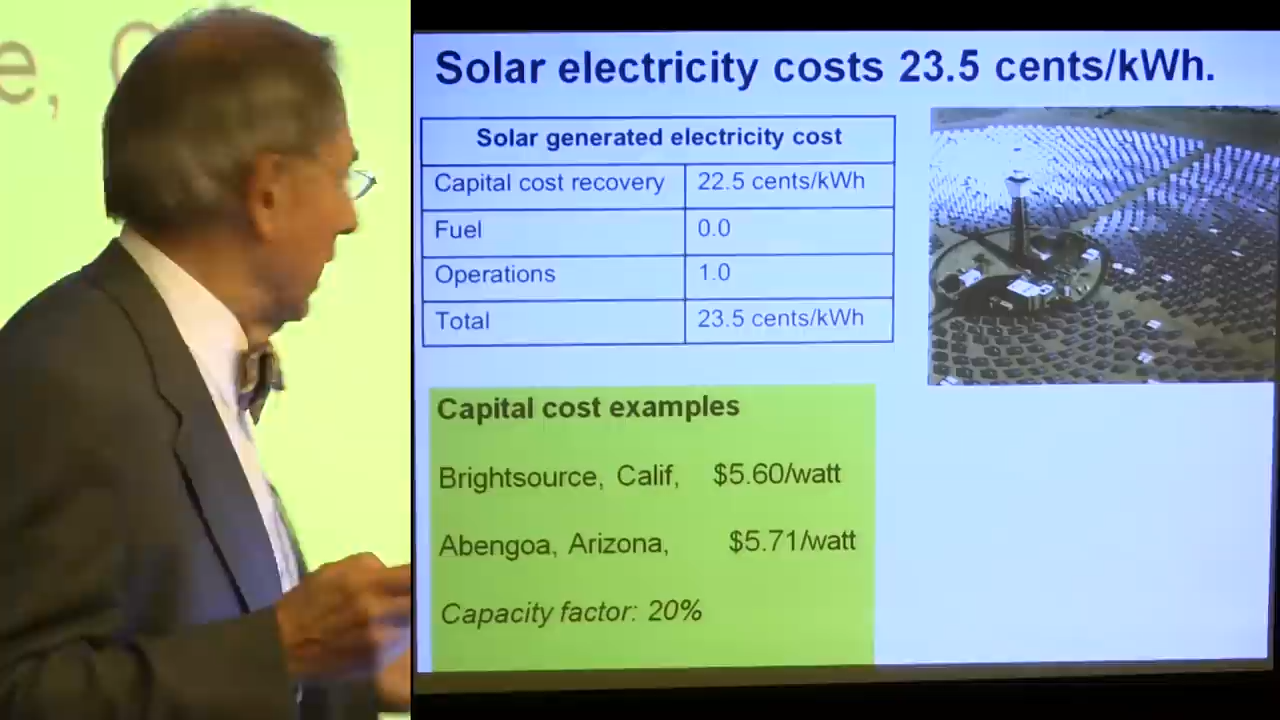 e,
Solar electricity costs 23.5 cents/kWh.
Solar generated electricity cost
Capital cost recovery 22.5 cents/kWh
Fuel 0.0
Operations 1.0
Total 23.5 cents/kWh
Capital cost examples
Brightsource, Calif, $5.60/watt
Abengoa, Arizona, $5.71/watt
Capacity factor: 20%